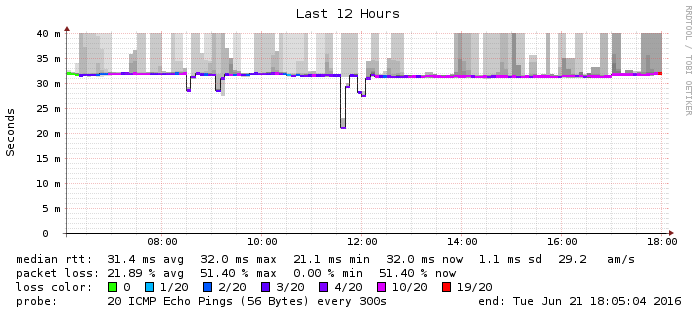 Last 12 Hours
RRDTOOL / TOBI OETIKER
Seconds
40 m
35 m
30 m
25 m
20 m
15 m
10 m
5 m
0
08:00 10:00 12:00 14:00 16:00 18:00
median rtt: 31.4 ms avg 32.0 ms max 21.1 ms min 32.0 ms now 1.1 ms sd 29.2 am/s
packet loss: 21.89 % avg 51.40 % max 0.00 % min 51.40 % now
loss color: 0 1/20 2/20 3/20 4/20 10/20 19/20
probe: 20 ICMP Echo Pings (56 Bytes) every 300s end: Tue Jun 21 18:05:04 2016